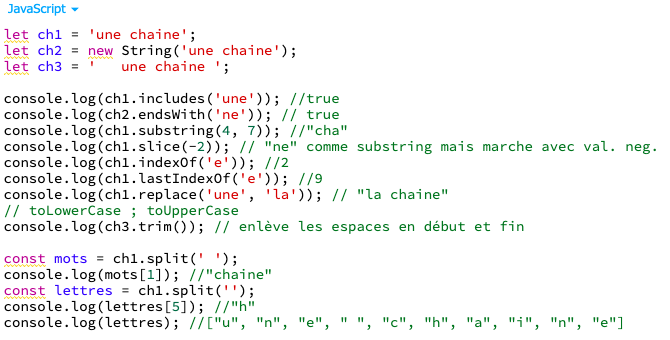 JavaScript
let ch1 = 'une chaine';
let ch2 = new String('une chaine');
let ch3 = '   une chaine ';

console.log(ch1.includes('une')); //true
console.log(ch2.endsWith('ne')); // true
console.log(ch1.substring(4, 7)); //"cha"
console.log(ch1.slice(-2)); // "ne" comme substring mais marche avec val. neg.
console.log(ch1.indexOf('e')); //2
console.log(ch1.lastIndexOf('e')); //9
console.log(ch1.replace('une', 'la')); // "la chaine"
// toLowerCase ; toUpperCase
console.log(ch3.trim()); // enlève les espaces en début et fin

const mots = ch1.split(' ');
console.log(mots[1]); //"chaine"
const lettres = ch1.split('');
console.log(lettres[5]); //"h"
console.log(lettres); //["u", "n", "e", " ", "c", "h", "a", "i", "n", "e"]